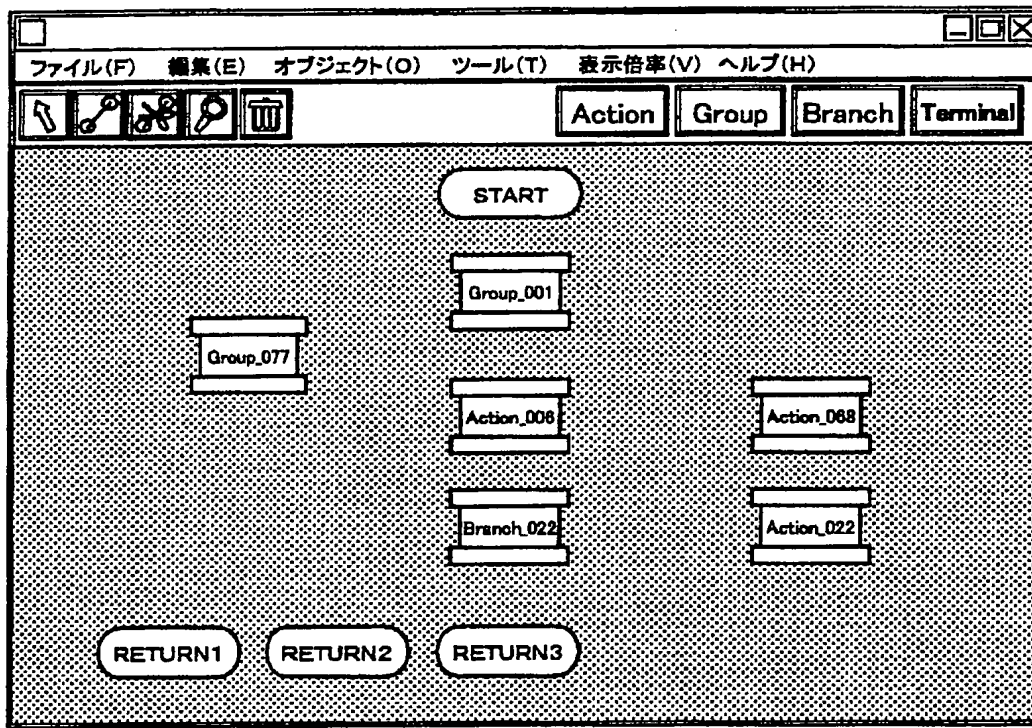 ファイル(F) 編集(E) オブジェクト(O) ツール(T) 表示倍率(V) ヘルプ(H)
Action Group Branch Terminal
START
Group_001
Group_077
Action_006 Action_068
Branch_022 Action_022
RETURN1 RETURN2 RETURN3